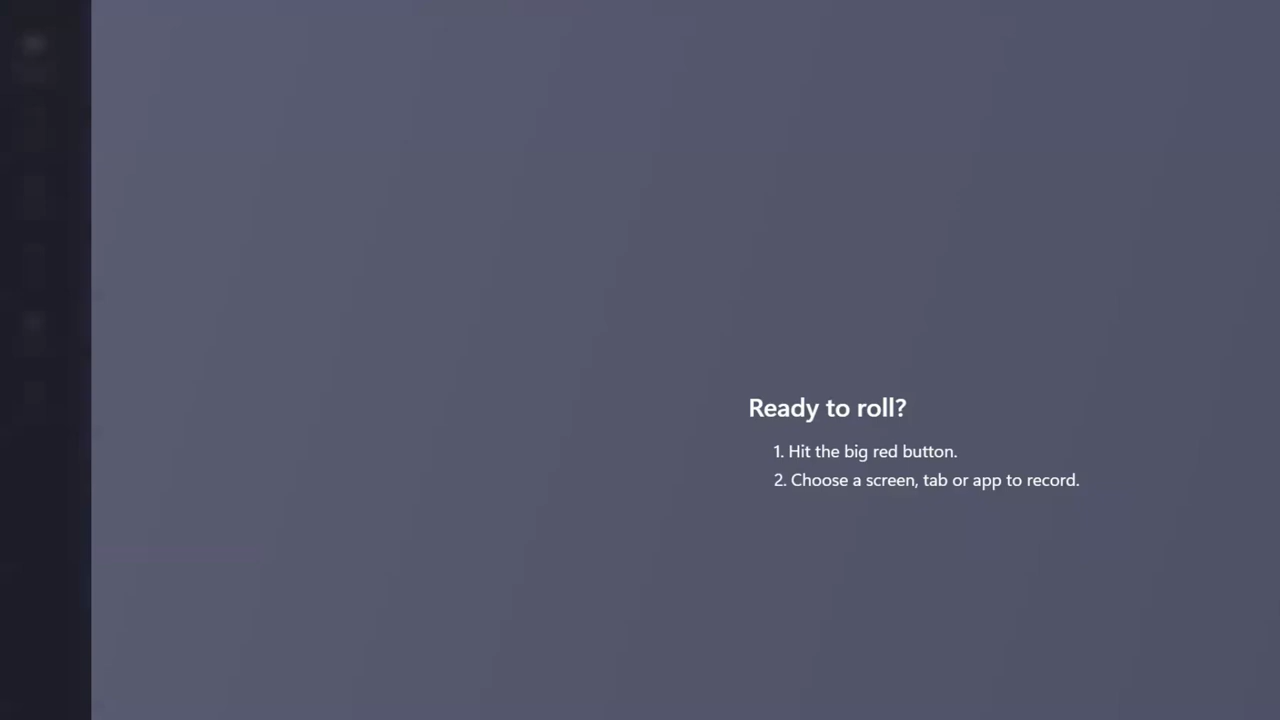 Ready to roll?
1. Hit the big red button.
2. Choose a screen, tab or app to record.